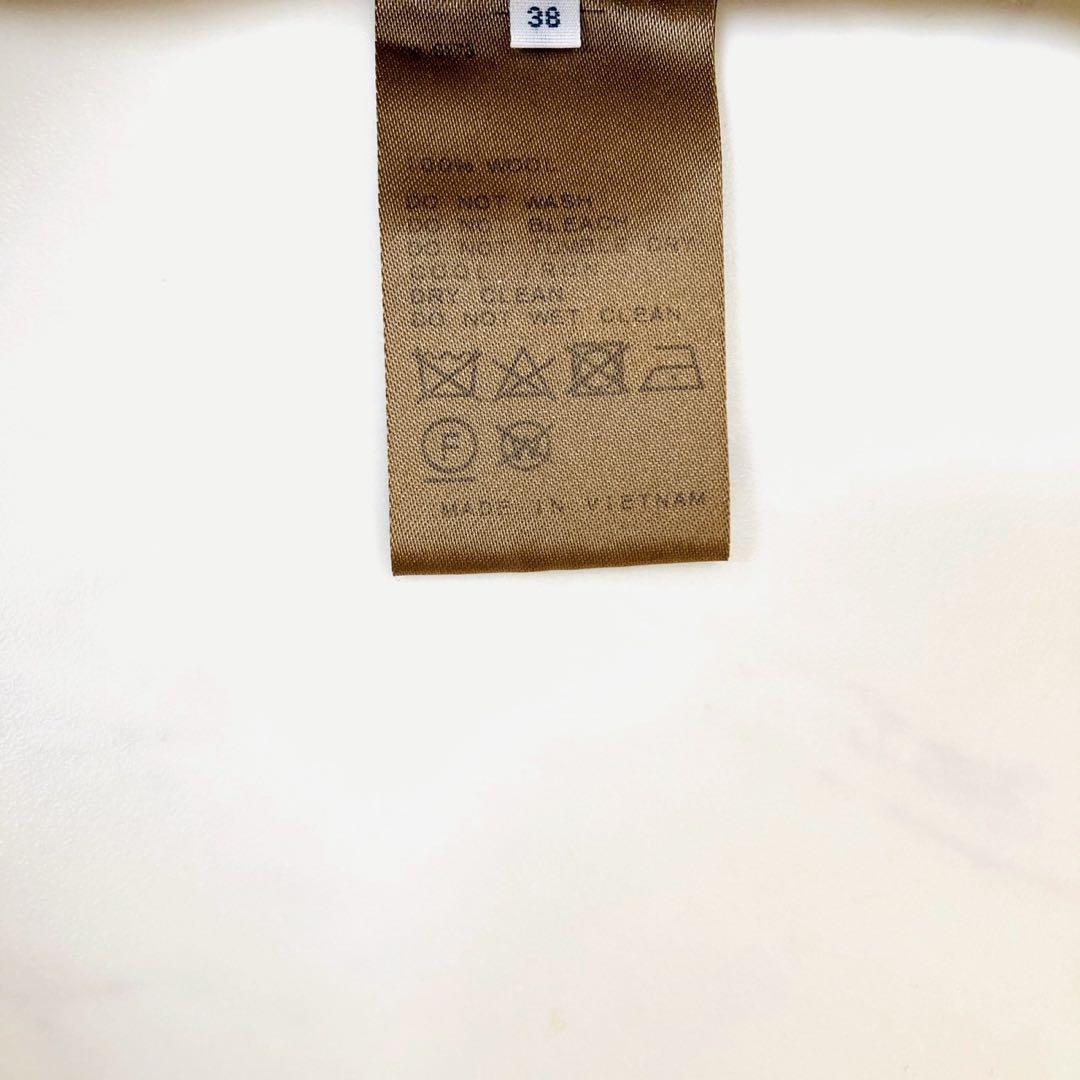 38
100% WOOL
DO NOT WASH
DO NOT BLEACH
DO NOT TUMBLE DRY
COOL IRON
DRY CLEAN
DO NOT WET CLEAN
F
MADE IN VIETNAM